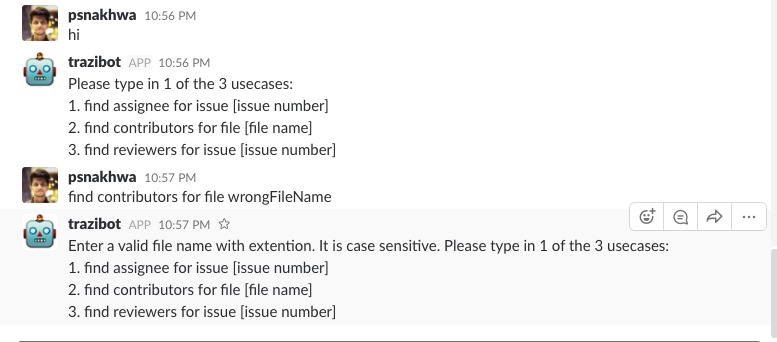 psnakhwa 10:56 PM
hi
trazibot APP 10:56 PM
Please type in 1 of the 3 usecases:
1. find assignee for issue [issue number]
2. find contributors for file [file name]
3. find reviewers for issue [issue number]
psnakhwa 10:57 PM
find contributors for file wrongFileName
trazibot APP 10:57 PM
Enter a valid file name with extention. It is case sensitive. Please type in 1 of the 3 usecases:
1. find assignee for issue [issue number]
2. find contributors for file [file name]
3. find reviewers for issue [issue number]